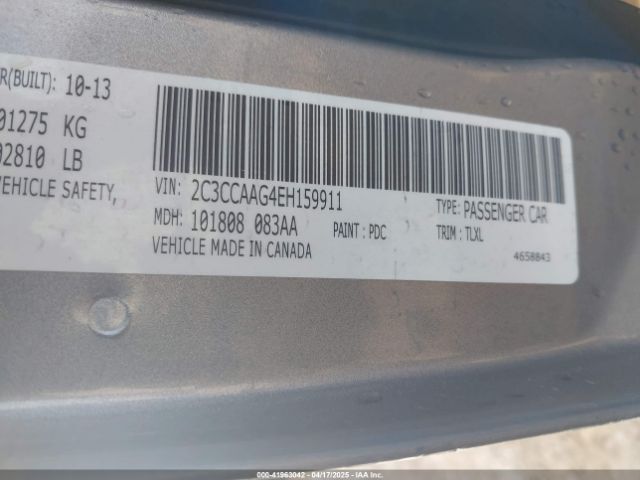 R(BUILT): 10-13
01275 KG
02810 LB
VEHICLE SAFETY,
VIN: 2C3CCAAG4EH159911
TYPE: PASSENGER CAR
MDH: 101808 083AA
PAINT: PDC
TRIM: TLXL
VEHICLE MADE IN CANADA
4658843
000-41963042 - 04/17/2025 - IAA Inc.